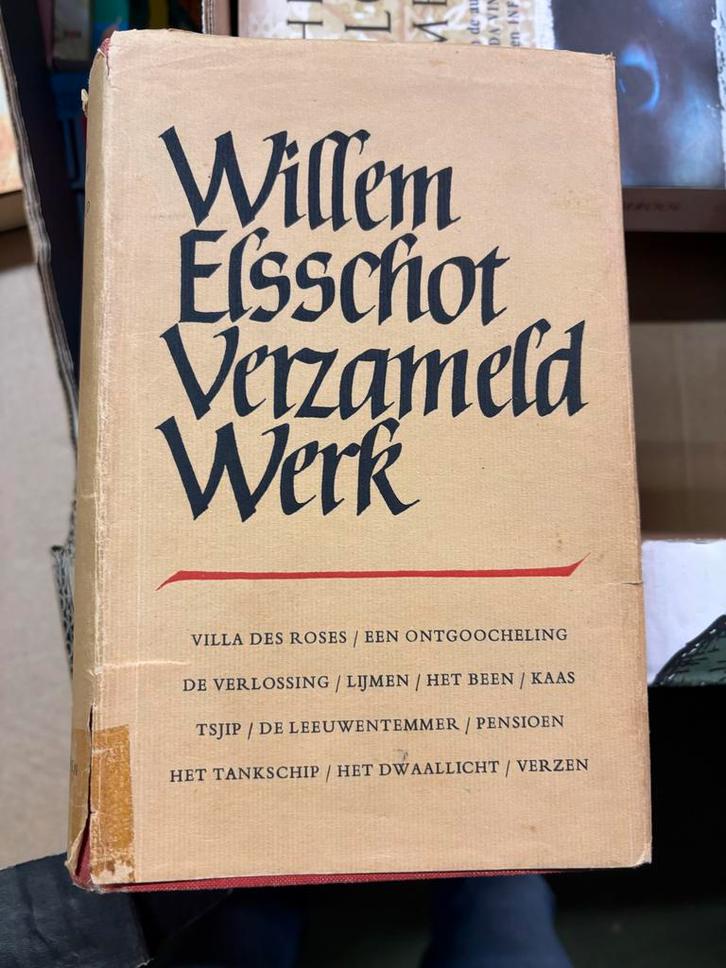 Willem
Elsschot
Verzameld
Werk
VILLA DES ROSES / EEN ONTGOOCHELING
DE VERLOSSING / LIJMEN / HET BEEN / KAAS
TSJIP / DE LEEUWENTEMMER / PENSIOEN
HET TANKSCHIP / HET DWAALLICHT / VERZEN